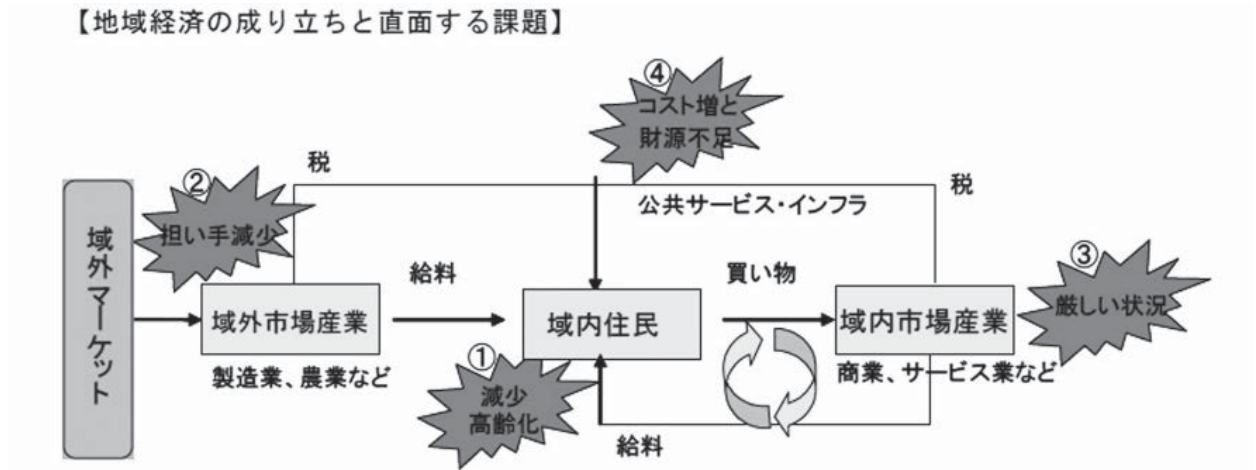 【地域経済の成り立ちと直面する課題】
④
コスト増と
財源不足
税
税
②
担い手減少
公共サービス・インフラ
域外マーケット
給料
買い物
③
厳しい状況
域外市場産業
域内住民
域内市場産業
製造業、農業など
①
減少
高齢化
商業、サービス業など
給料